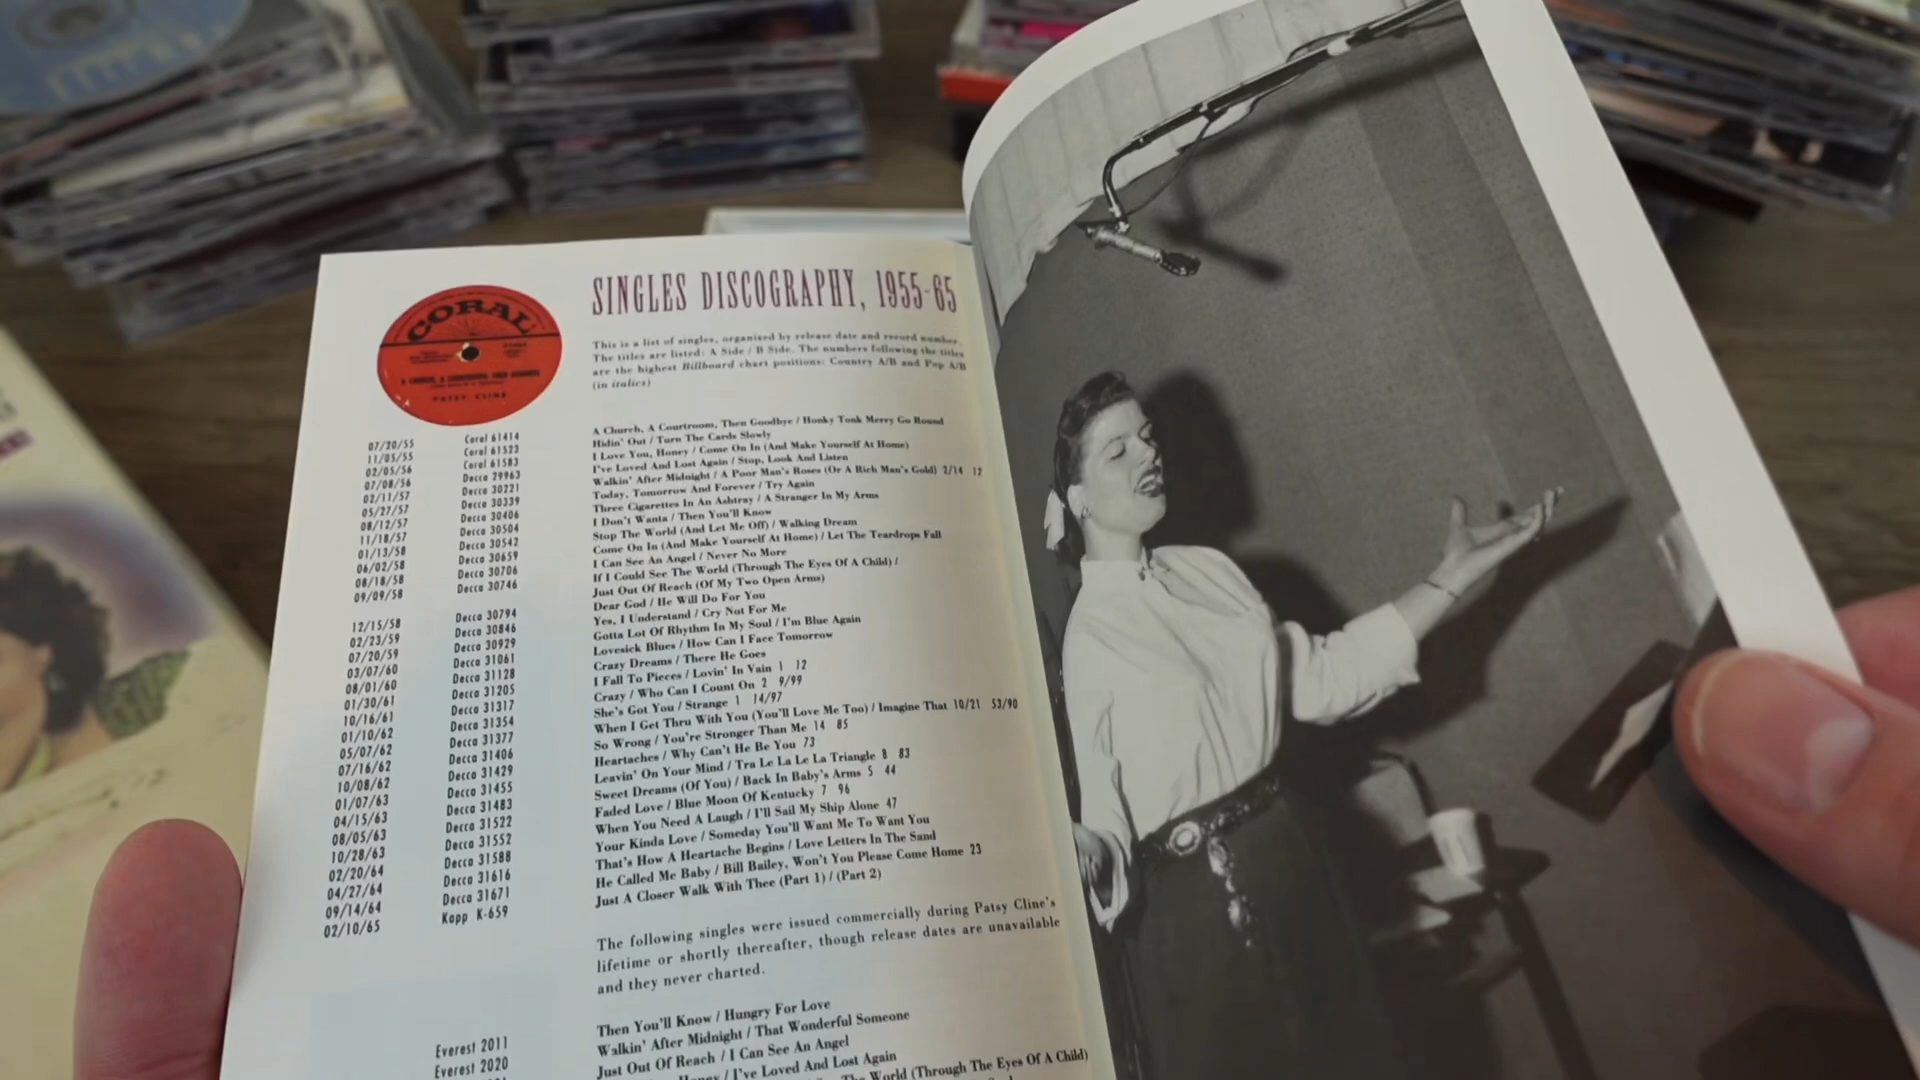 CORAL
A CHURCH, A COURTROOM, THEN GOODBYE
PATSY CLINE
SINGLES DISCOGRAPHY, 1955-65
This is a list of singles, organized by release date and record number.
The titles are listed: A Side / B Side. The numbers following the titles
are the highest Billboard chart positions: Country A/B and Pop A/B
(in italics)
07/20/55 Coral 61414 A Church, A Courtroom, Then Goodbye / Honky Tonk Merry Go Round
11/05/55 Coral 61523 Hidin' Out / Turn The Cards Slowly
02/05/56 Coral 61583 I Love You, Honey / Come On In (And Make Yourself At Home)
07/08/56 Decca 29963 I've Loved And Lost Again / Stop, Look And Listen
02/11/57 Decca 30221 Walkin' After Midnight / A Poor Man's Roses (Or A Rich Man's Gold) 2/14 12
05/27/57 Decca 30339 Today, Tomorrow And Forever / Try Again
08/12/57 Decca 30406 Three Cigarettes In An Ashtray / A Stranger In My Arms
11/18/57 Decca 30504 I Don't Wanta / Then You'll Know
01/13/58 Decca 30542 Stop The World (And Let Me Off) / Walking Dream
06/02/58 Decca 30659 Come On In (And Make Yourself At Home) / Let The Teardrops Fall
08/18/58 Decca 30706 I Can See An Angel / Never No More
09/09/58 Decca 30746 If I Could See The World (Through The Eyes Of A Child) /
Just Out Of Reach (Of My Two Open Arms)
12/15/58 Decca 30794 Dear God / He Will Do For You
02/23/59 Decca 30846 Yes, I Understand / Cry Not For Me
07/20/59 Decca 30929 Gotta Lot Of Rhythm In My Soul / I'm Blue Again
03/07/60 Decca 31061 Lovesick Blues / How Can I Face Tomorrow
08/01/60 Decca 31128 Crazy Dreams / There He Goes
01/30/61 Decca 31205 I Fall To Pieces / Lovin' In Vain 1 12
10/16/61 Decca 31317 Crazy / Who Can I Count On 2 9/99
01/10/62 Decca 31354 She's Got You / Strange 1 14/97
05/07/62 Decca 31377 When I Get Thru With You (You'll Love Me Too) / Imagine That 10/21 53/90
07/16/62 Decca 31406 So Wrong / You're Stronger Than Me 14 85
10/08/62 Decca 31429 Heartaches / Why Can't He Be You 73
01/07/63 Decca 31455 Leavin' On Your Mind / Tra Le La Le La Triangle 8 83
04/15/63 Decca 31483 Sweet Dreams (Of You) / Back In Baby's Arms 5 44
08/05/63 Decca 31522 Faded Love / Blue Moon Of Kentucky 7 96
10/28/63 Decca 31552 When You Need A Laugh / I'll Sail My Ship Alone 47
02/20/64 Decca 31588 Your Kinda Love / Someday You'll Want Me To Want You
04/27/64 Decca 31616 That's How A Heartache Begins / Love Letters In The Sand
09/14/64 Decca 31671 He Called Me Baby / Bill Bailey, Won't You Please Come Home 23
02/10/65 Kapp K-659 Just A Closer Walk With Thee (Part 1) / (Part 2)
The following singles were issued commercially during Patsy Cline's
lifetime or shortly thereafter, though release dates are unavailable
and they never charted.
Everest 2011 Then You'll Know / Hungry For Love
Everest 2020 Walkin' After Midnight / That Wonderful Someone
Just Out Of Reach / I Can See An Angel
Honey / I've Loved And Lost Again
The World (Through The Eyes Of A Child)